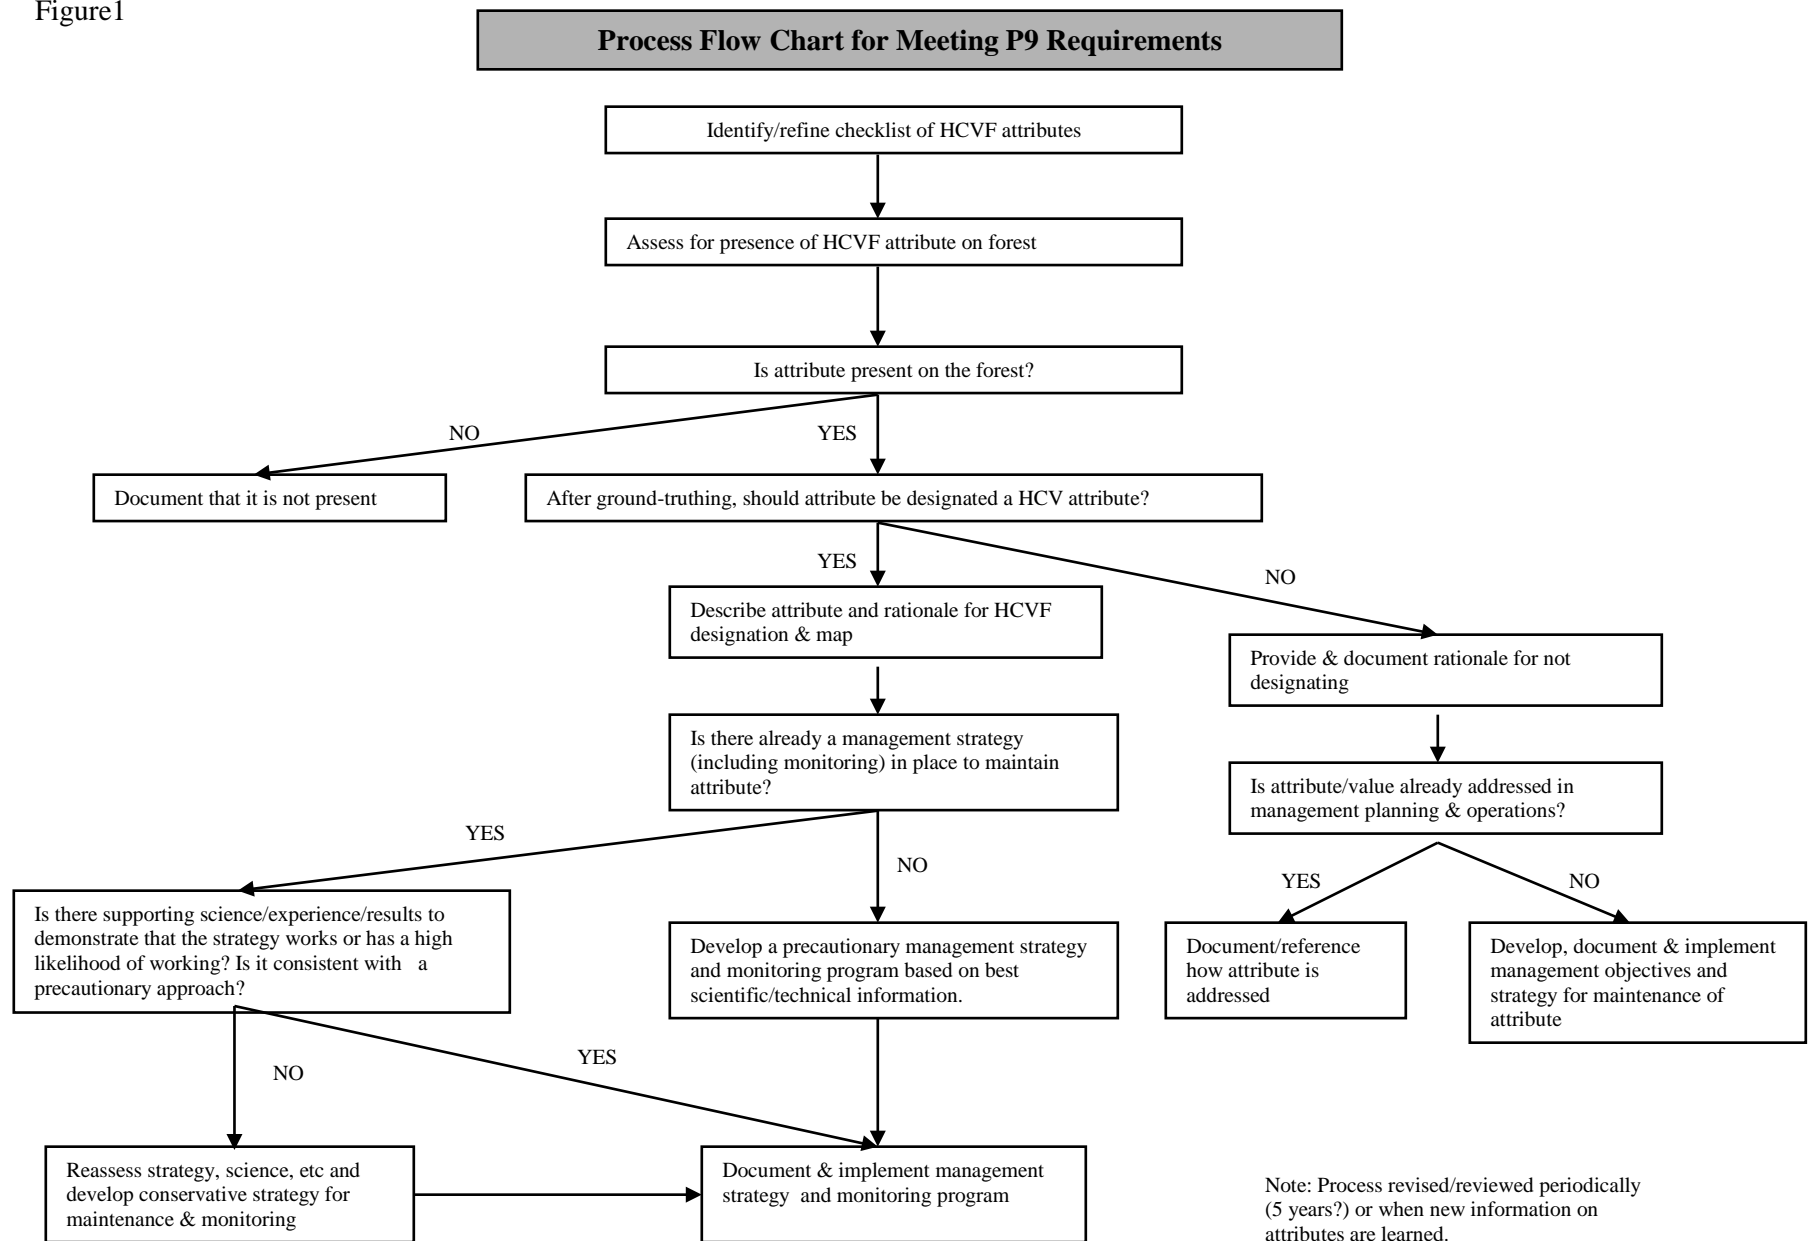 Figure1
Process Flow Chart for Meeting P9 Requirements
Identify/refine checklist of HCVF attributes
Assess for presence of HCVF attribute on forest
Is attribute present on the forest?
NO
YES
Document that it is not present
After ground-truthing, should attribute be designated a HCV attribute?
YES
NO
Describe attribute and rationale for HCVF
designation & map
Provide & document rationale for not
designating
Is there already a management strategy
(including monitoring) in place to maintain
attribute?
Is attribute/value already addressed in
management planning & operations?
YES
NO
YES
NO
Is there supporting science/experience/results to
demonstrate that the strategy works or has a high
likelihood of working? Is it consistent with a
precautionary approach?
Develop a precautionary management strategy
and monitoring program based on best
scientific/technical information.
Document/reference
how attribute is
addressed
Develop, document & implement
management objectives and
strategy for maintenance of
attribute
NO
YES
Reassess strategy, science, etc and
develop conservative strategy for
maintenance & monitoring
Document & implement management
strategy and monitoring program
Note: Process revised/reviewed periodically
(5 years?) or when new information on
attributes are learned.